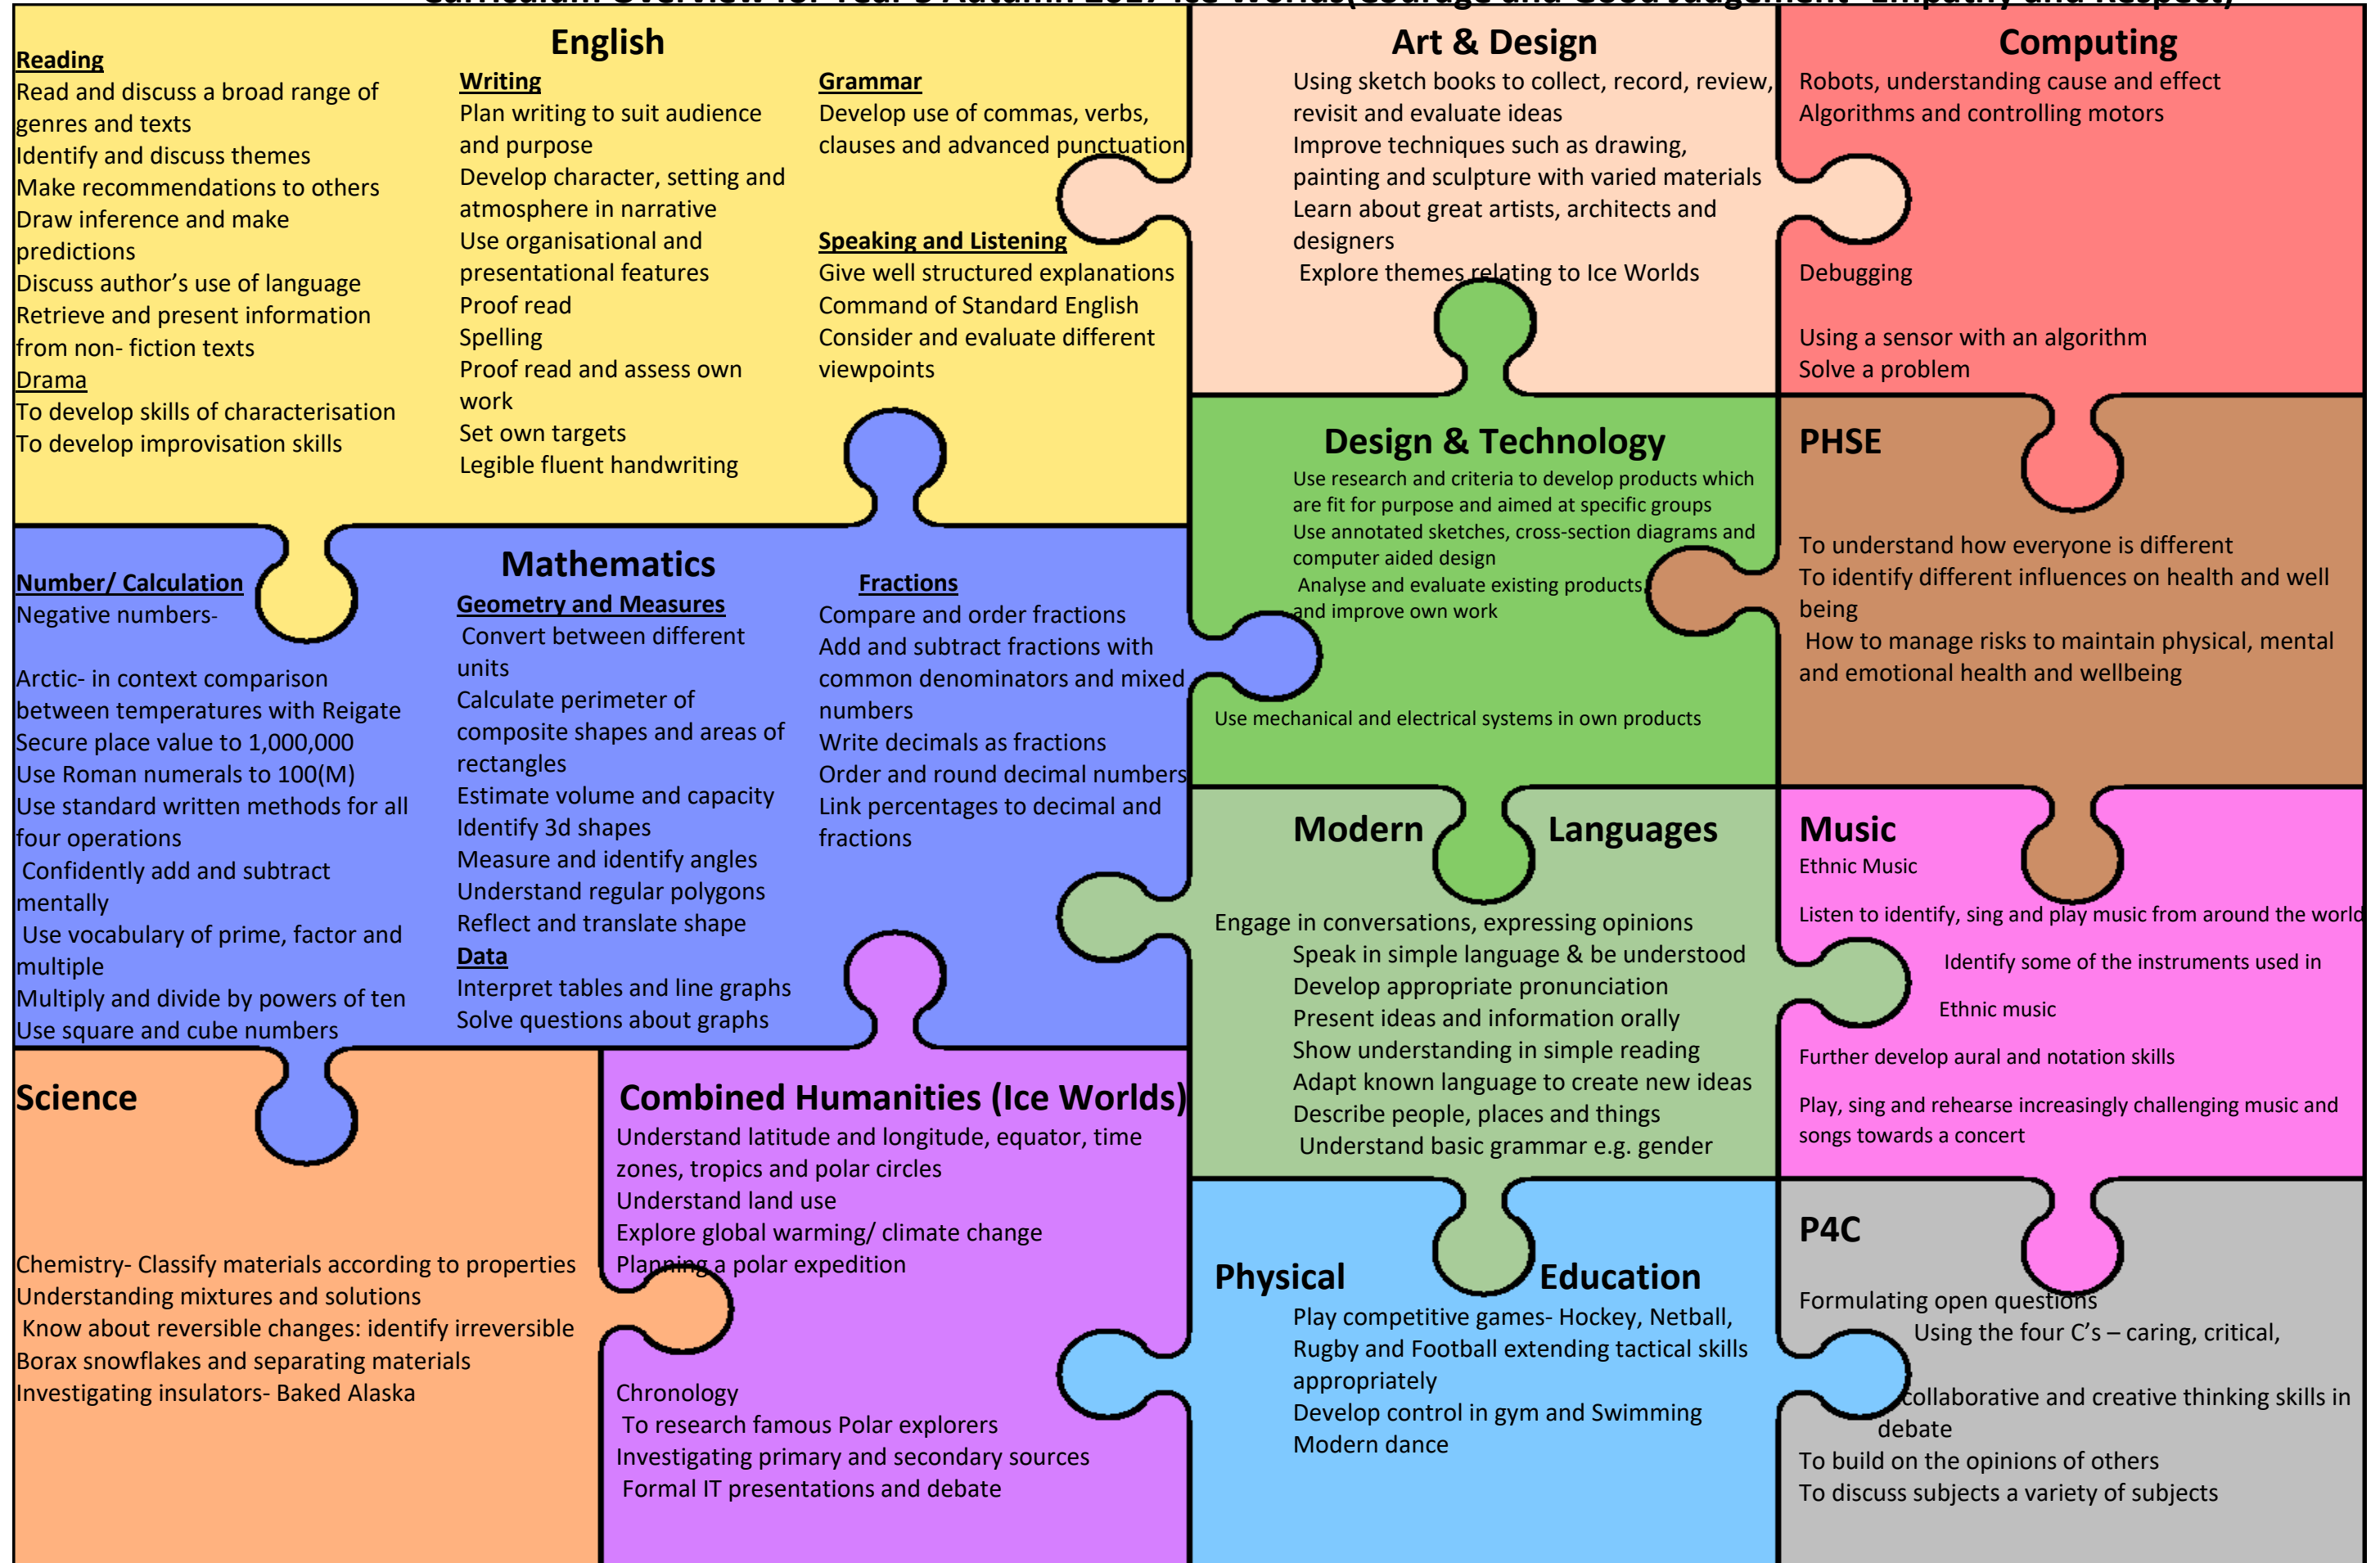 Curriculum Overview for Year 5 Autumn 2017 Ice Worlds(Courage and Good Judgement- Empathy and Respect)
English
Reading
Read and discuss a broad range of
genres and texts
Identify and discuss themes
Make recommendations to others
Draw inference and make
predictions
Discuss author’s use of language
Retrieve and present information
from non- fiction texts
Drama
To develop skills of characterisation
To develop improvisation skills
Writing
Plan writing to suit audience
and purpose
Develop character, setting and
atmosphere in narrative
Use organisational and
presentational features
Proof read
Spelling
Proof read and assess own
work
Set own targets
Legible fluent handwriting
Grammar
Develop use of commas, verbs,
clauses and advanced punctuation
Speaking and Listening
Give well structured explanations
Command of Standard English
Consider and evaluate different
viewpoints
Art & Design
Using sketch books to collect, record, review,
revisit and evaluate ideas
Improve techniques such as drawing,
painting and sculpture with varied materials
Learn about great artists, architects and
designers
Explore themes relating to Ice Worlds
Computing
Robots, understanding cause and effect
Algorithms and controlling motors
Debugging
Using a sensor with an algorithm
Solve a problem
Design & Technology
Use research and criteria to develop products which
are fit for purpose and aimed at specific groups
Use annotated sketches, cross-section diagrams and
computer aided design
Analyse and evaluate existing products
and improve own work
Use mechanical and electrical systems in own products
PHSE
To understand how everyone is different
To identify different influences on health and well
being
How to manage risks to maintain physical, mental
and emotional health and wellbeing
Mathematics
Number/ Calculation
Negative numbers-
Arctic- in context comparison
between temperatures with Reigate
Secure place value to 1,000,000
Use Roman numerals to 100(M)
Use standard written methods for all
four operations
Confidently add and subtract
mentally
Use vocabulary of prime, factor and
multiple
Multiply and divide by powers of ten
Use square and cube numbers
Geometry and Measures
Convert between different
units
Calculate perimeter of
composite shapes and areas of
rectangles
Estimate volume and capacity
Identify 3d shapes
Measure and identify angles
Understand regular polygons
Reflect and translate shape
Data
Interpret tables and line graphs
Solve questions about graphs
Fractions
Compare and order fractions
Add and subtract fractions with
common denominators and mixed
numbers
Write decimals as fractions
Order and round decimal numbers
Link percentages to decimal and
fractions
Modern Languages
Engage in conversations, expressing opinions
Speak in simple language & be understood
Develop appropriate pronunciation
Present ideas and information orally
Show understanding in simple reading
Adapt known language to create new ideas
Describe people, places and things
Understand basic grammar e.g. gender
Music
Ethnic Music
Listen to identify, sing and play music from around the world
Identify some of the instruments used in
Ethnic music
Further develop aural and notation skills
Play, sing and rehearse increasingly challenging music and
songs towards a concert
Science
Chemistry- Classify materials according to properties
Understanding mixtures and solutions
Know about reversible changes: identify irreversible
Borax snowflakes and separating materials
Investigating insulators- Baked Alaska
Combined Humanities (Ice Worlds)
Understand latitude and longitude, equator, time
zones, tropics and polar circles
Understand land use
Explore global warming/ climate change
Planning a polar expedition
Chronology
To research famous Polar explorers
Investigating primary and secondary sources
Formal IT presentations and debate
Physical Education
Play competitive games- Hockey, Netball,
Rugby and Football extending tactical skills
appropriately
Develop control in gym and Swimming
Modern dance
P4C
Formulating open questions
Using the four C’s – caring, critical,
collaborative and creative thinking skills in
debate
To build on the opinions of others
To discuss subjects a variety of subjects